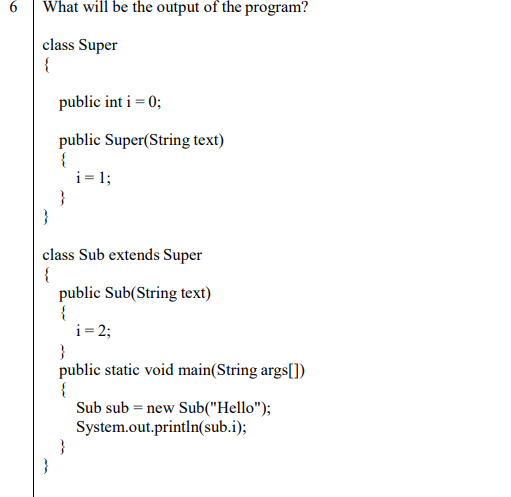 6 What will be the output of the program?
class Super
{
public int i = 0;
public Super(String text)
{
i = 1;
}
}
class Sub extends Super
{
public Sub(String text)
{
i = 2;
}
public static void main(String args[])
{
Sub sub = new Sub("Hello");
System.out.println(sub.i);
}
}